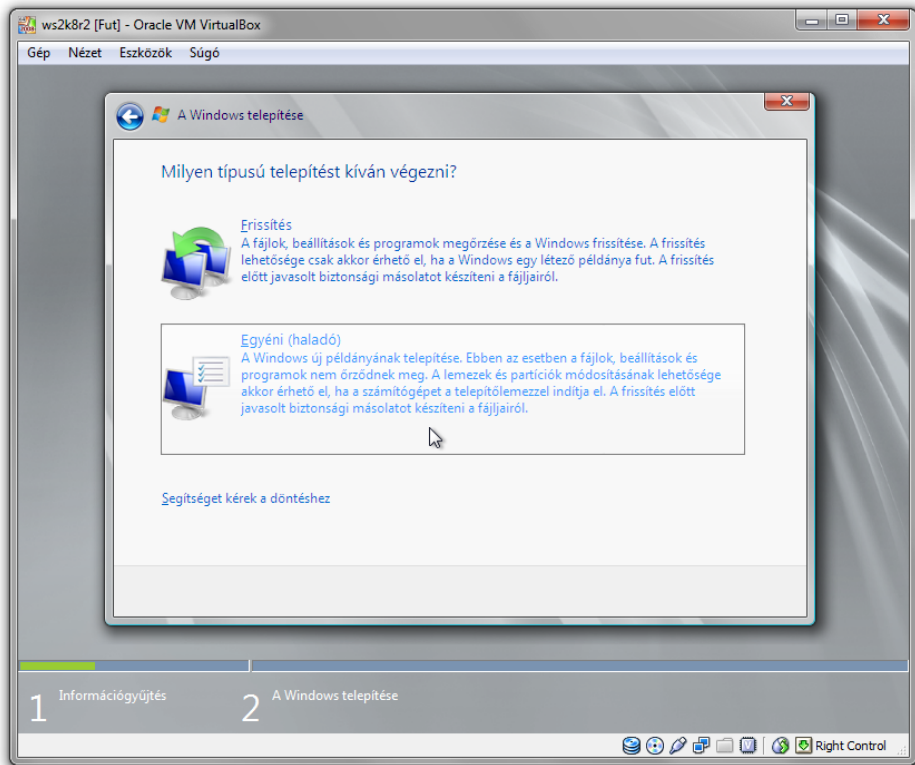 ws2k8r2 [Fut] - Oracle VM VirtualBox
Gép Nézet Eszközök Súgó
A Windows telepítése
Milyen típusú telepítést kíván végezni?
Frissítés
A fájlok, beállítások és programok megőrzése és a Windows frissítése. A frissítés
lehetősége csak akkor érhető el, ha a Windows egy létező példánya fut. A frissítés
előtt javasolt biztonsági másolatot készíteni a fájljairól.
Egyéni (haladó)
A Windows új példányának telepítése. Ebben az esetben a fájlok, beállítások és
programok nem őrződnek meg. A lemezek és partíciók módosításának lehetősége
akkor érhető el, ha a számítógépet a telepítőlemezzel indítja el. A frissítés előtt
javasolt biztonsági másolatot készíteni a fájljairól.
Segítséget kérek a döntéshez
1 Információgyűjtés 2 A Windows telepítése
Right Control